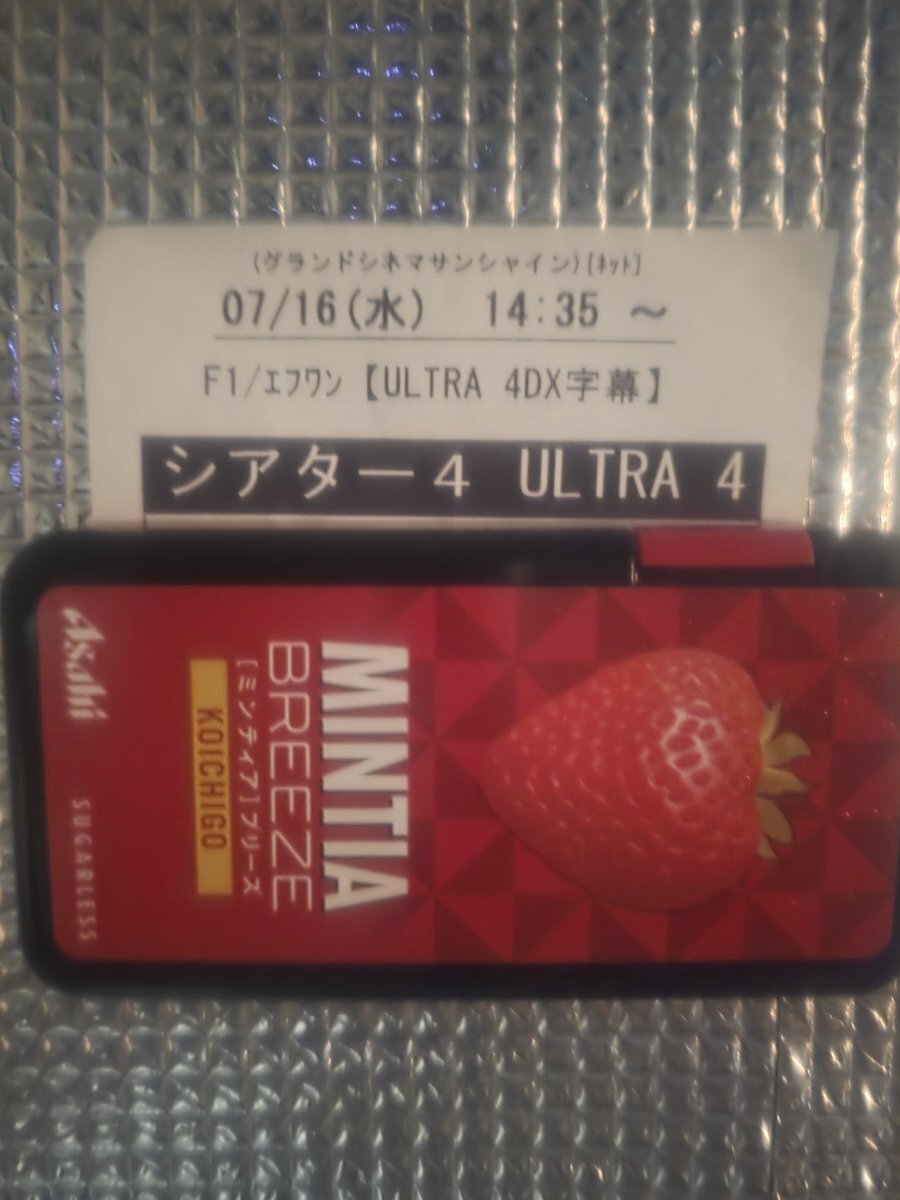 (グランドシネマサンシャイン)[ﾈｯﾄ]
07/16(水) 14:35 ～
F1/ｴﾌﾜﾝ【ULTRA 4DX字幕】
シアター４ ULTRA 4
MINTIA
BREEZE
[ミンティア]ブリーズ
KOICHIGO
Asahi
SUGARLESS